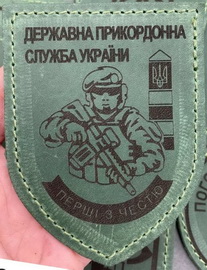 ДЕРЖАВНА ПРИКОРДОННА
СЛУЖБА УКРАЇНИ
ПЕРШІ З ЧЕСТЮ